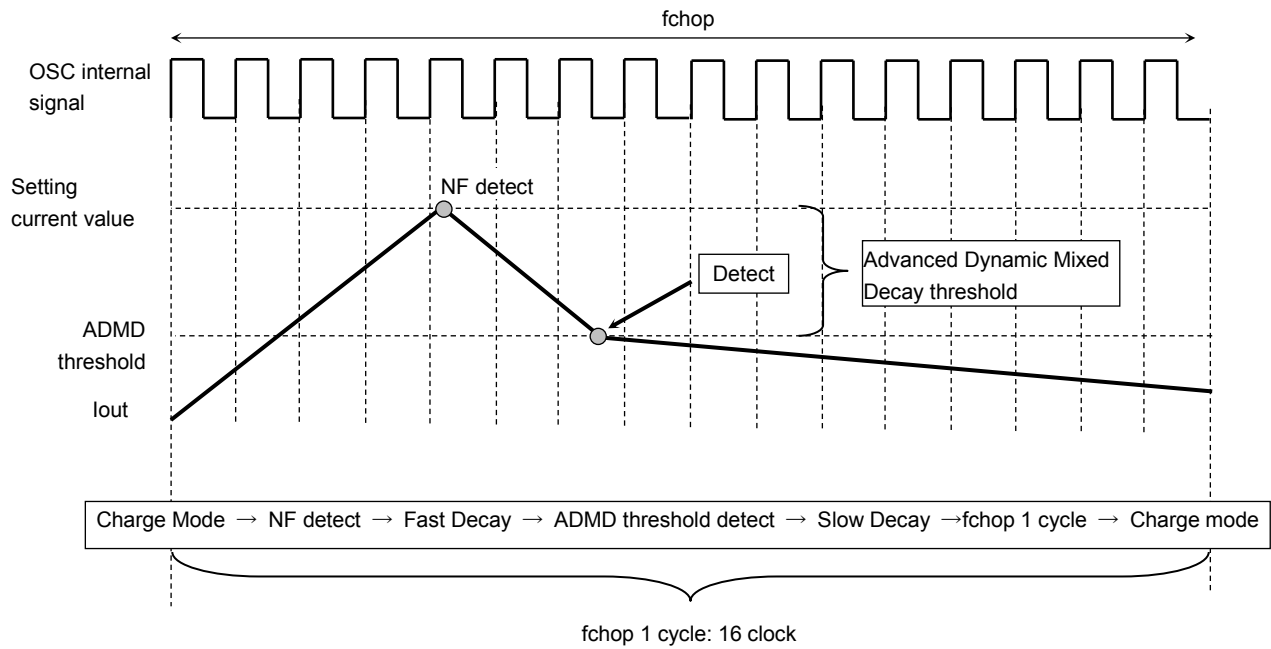 fchop
OSC internal
signal
Setting
current value
NF detect
Detect
Advanced Dynamic Mixed
Decay threshold
ADMD
threshold
Iout
Charge Mode → NF detect → Fast Decay → ADMD threshold detect → Slow Decay →fchop 1 cycle → Charge mode
fchop 1 cycle: 16 clock